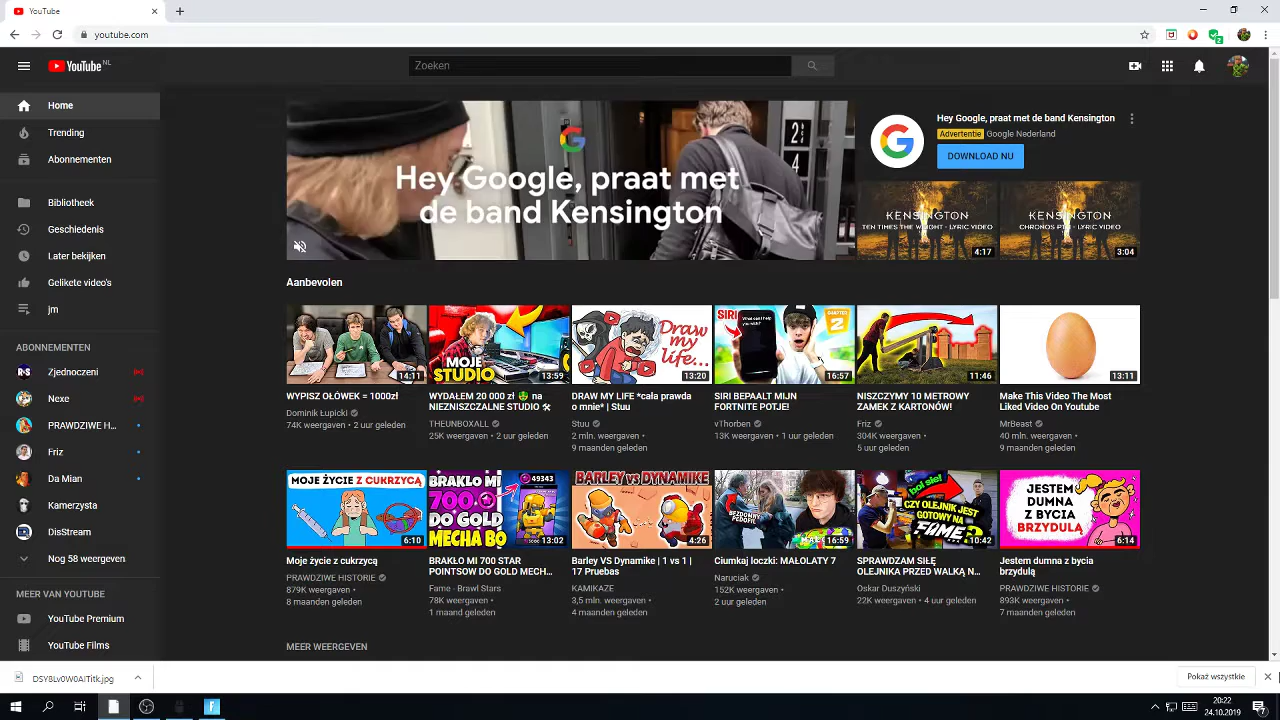 YouTube
youtube.com
YouTube NL
Zoeken
Home
Trending
Abonnementen
Bibliotheek
Geschiedenis
Later bekijken
Gelikete video's
jm
ABONNEMENTEN
Zjednoczeni
Nexe
PRAWDZIWE H...
Friz
Da Mian
Kamerzysta
DisStream
Nog 58 weergeven
MEER VAN YOUTUBE
YouTube Premium
YouTube Films
Hey Google, praat met
de band Kensington
Hey Google, praat met de band Kensington
Advertentie Google Nederland
DOWNLOAD NU
KENSINGTON
TEN TIMES THE WEIGHT - LYRIC VIDEO
4:17
KENSINGTON
3:04
Aanbevolen
14:11
WYPISZ OŁÓWEK = 1000zł
Dominik Łupicki
74K weergaven • 2 uur geleden
MOJE
STUDIO
13:59
WYDAŁEM 20 000 zł na
NIEZNISZCZALNE STUDIO
THEUNBOXALL
25K weergaven • 2 uur geleden
Draw
my
life...
13:20
DRAW MY LIFE *cała prawda
o mnie* | Stuu
Stuu
2 mln. weergaven •
9 maanden geleden
SIRI
CHAPTER
2
16:57
SIRI BEPAALT MIJN
FORTNITE POTJE!
vThorben
13K weergaven • 1 uur geleden
11:46
NISZCZYMY 10 METROWY
ZAMEK Z KARTONÓW!
Friz
304K weergaven •
5 uur geleden
13:11
Make This Video The Most
Liked Video On Youtube
MrBeast
40 mln. weergaven •
9 maanden geleden
MOJE ŻYCIE Z CUKRZYCĄ
6:10
Moje życie z cukrzycą
PRAWDZIWE HISTORIE
879K weergaven •
8 maanden geleden
BRAKŁO MI
700
DO GOLD
MECHA BO
49343
13:02
BRAKŁO MI 700 STAR
POINTSOW DO GOLD MECH...
Fame - Brawl Stars
78K weergaven •
1 maand geleden
BARLEY VS DYNAMIKE
4:26
Barley VS Dynamike | 1 vs 1 |
17 Pruebas
KAMIKAZE
3,5 mln. weergaven •
4 maanden geleden
BEZDOMNY
PEDOFIL
16:59
Ciumkaj loczki: MAŁOLATY 7
Naruciak
152K weergaven •
2 uur geleden
boi się!
CZY OLEJNIK JEST
GOTOWY NA
FAME
10:42
SPRAWDZAM SIŁĘ
OLEJNIKA PRZED WALKĄ N...
Oskar Duszyński
22K weergaven • 4 uur geleden
JESTEM
DUMNA
Z BYCIA
BRZYDULĄ
6:14
Jestem dumna z bycia
brzydulą
PRAWDZIWE HISTORIE
893K weergaven •
7 maanden geleden
MEER WEERGEVEN
Pokaż wszystkie
20:22
24.10.2019